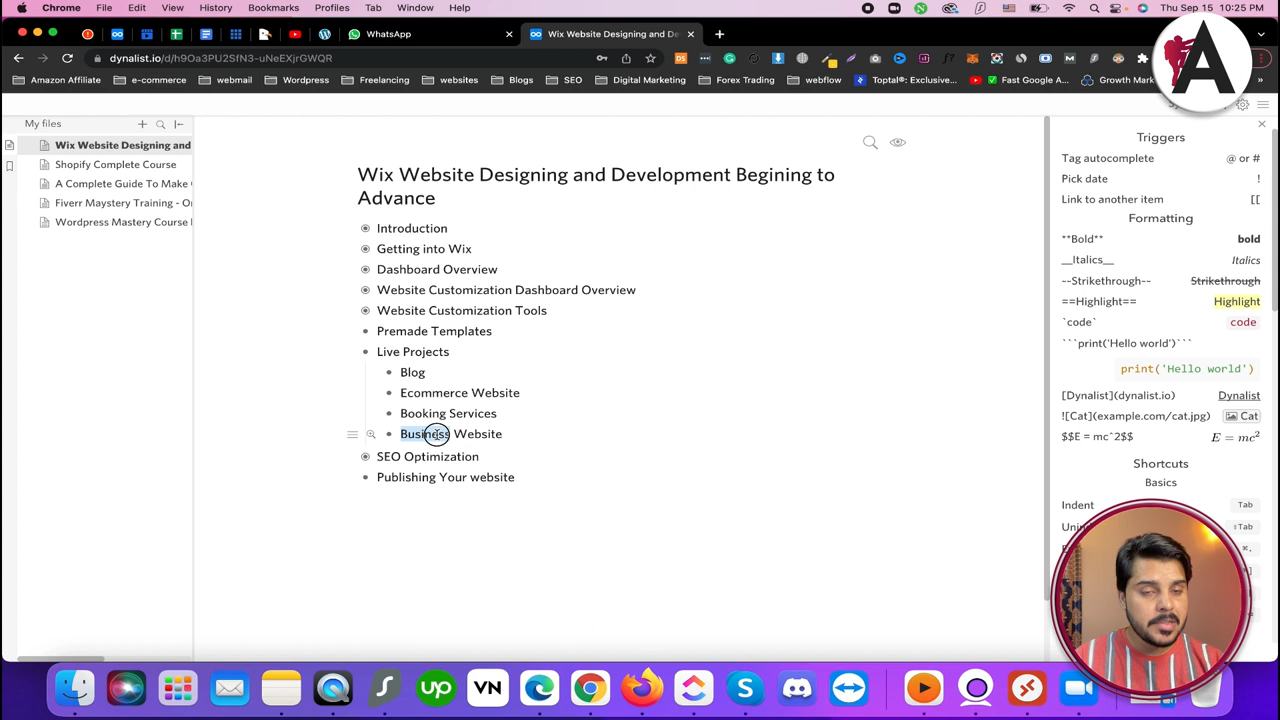 Chrome File Edit View History Bookmarks Profiles Tab Window Help Thu Sep 15 10:25 PM
WhatsApp Wix Website Designing and De
dynalist.io/d/h9Oa3PU2SfN3-uNeEXjrGWQR
Amazon Affiliate e-commerce webmail Wordpress Freelancing websites Blogs SEO Digital Marketing Forex Trading webflow Toptal®: Exclusive... Fast Google A... Growth Mark
A
My files
Wix Website Designing and
Shopify Complete Course
A Complete Guide To Make
Fiverr Maystery Training - On
Wordpress Mastery Course
Wix Website Designing and Development Begining to
Advance
Introduction
Getting into Wix
Dashboard Overview
Website Customization Dashboard Overview
Website Customization Tools
Premade Templates
Live Projects
Blog
Ecommerce Website
Booking Services
Business Website
SEO Optimization
Publishing Your website
Triggers
Tag autocomplete @ or #
Pick date !
Link to another item [[
Formatting
**Bold** bold
__Italics__ Italics
--Strikethrough-- Strikethrough
==Highlight== Highlight
`code` code
```print('Hello world')```
print('Hello world')
[Dynalist](dynalist.io) Dynalist
![Cat](example.com/cat.jpg) Cat
$$E = mc^2$$ E = mc²
Shortcuts
Basics
Indent Tab
Unin ⇧Tab
⌘.
up VN